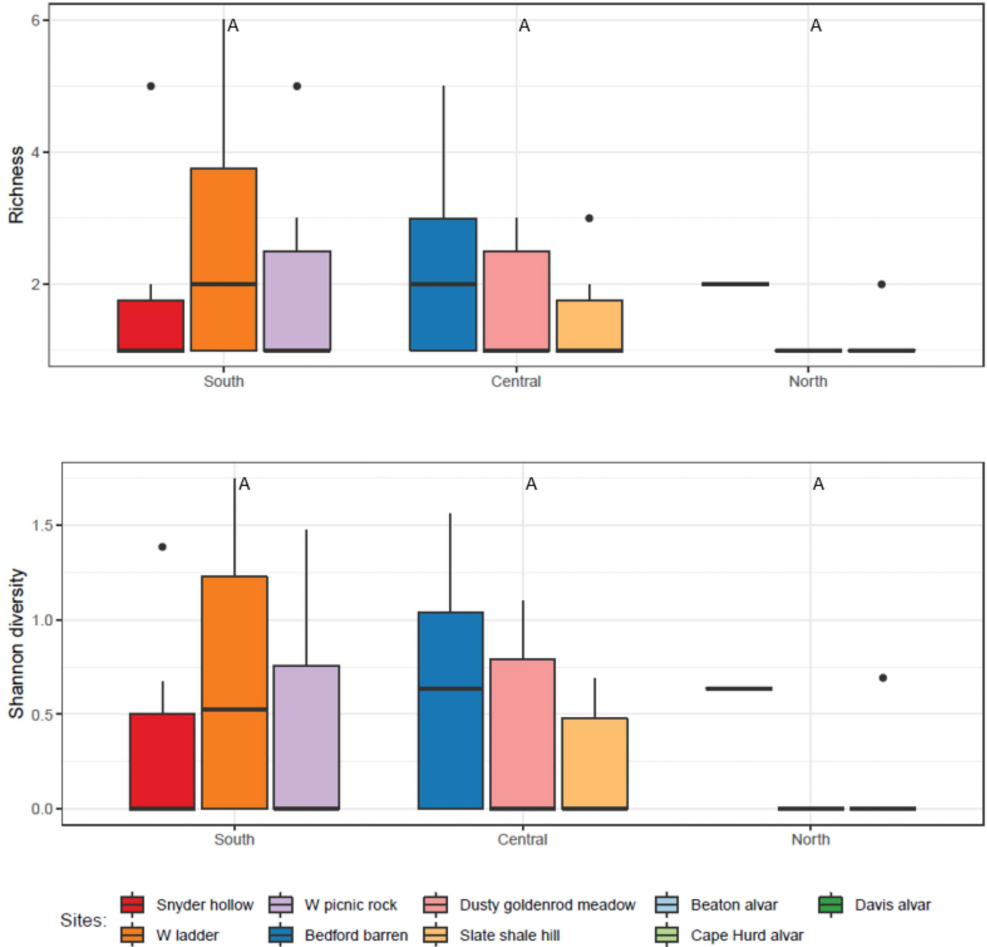 6
A
A
A
4
2
Richness
South
Central
North
A
A
A
1.5
1.0
0.5
0.0
Shannon diversity
South
Central
North
Sites:
Snyder hollow
W picnic rock
Dusty goldenrod meadow
Beaton alvar
Davis alvar
W ladder
Bedford barren
Slate shale hill
Cape Hurd alvar